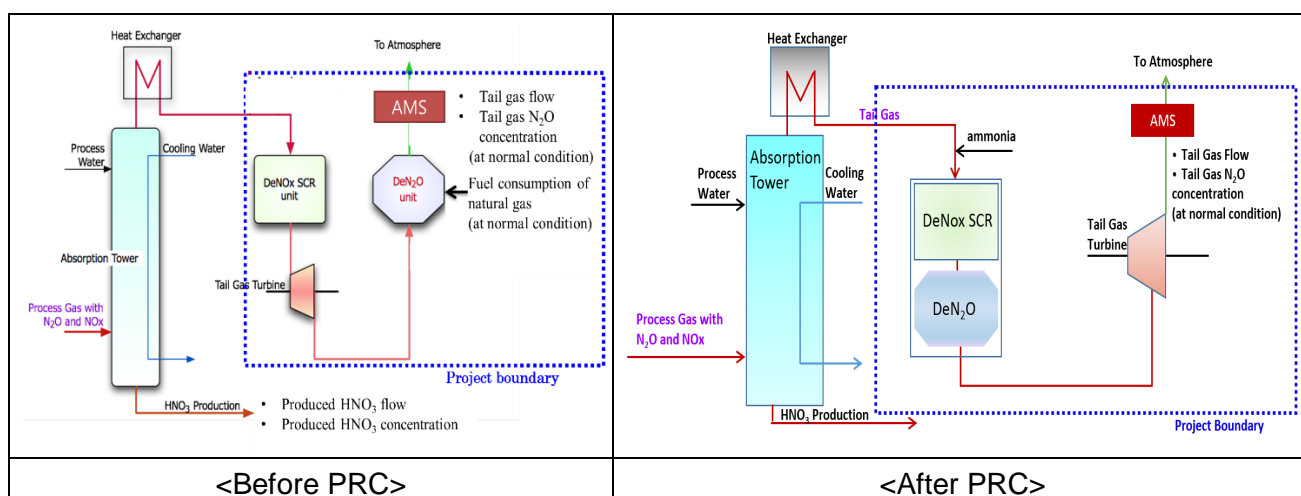 Heat Exchanger
To Atmosphere
AMS
• Tail gas flow
• Tail gas N₂O
concentration
(at normal condition)
Process
Water
Cooling Water
DeNOx SCR
unit
DeN₂O
unit
Fuel consumption of
natural gas
(at normal condition)
Absorption Tower
Tail Gas Turbine
Process Gas with
N₂O and NOx
Project boundary
HNO₃ Production
• Produced HNO₃ flow
• Produced HNO₃ concentration
<Before PRC>
Heat Exchanger
To Atmosphere
Tail Gas
AMS
ammonia
Absorption
Tower
Process
Water
Cooling
Water
• Tail Gas Flow
• Tail Gas N₂O
concentration
(at normal condition)
DeNox SCR
Tail Gas
Turbine
DeN₂O
Process Gas with
N₂O and NOx
HNO₃ Production
Project Boundary
<After PRC>